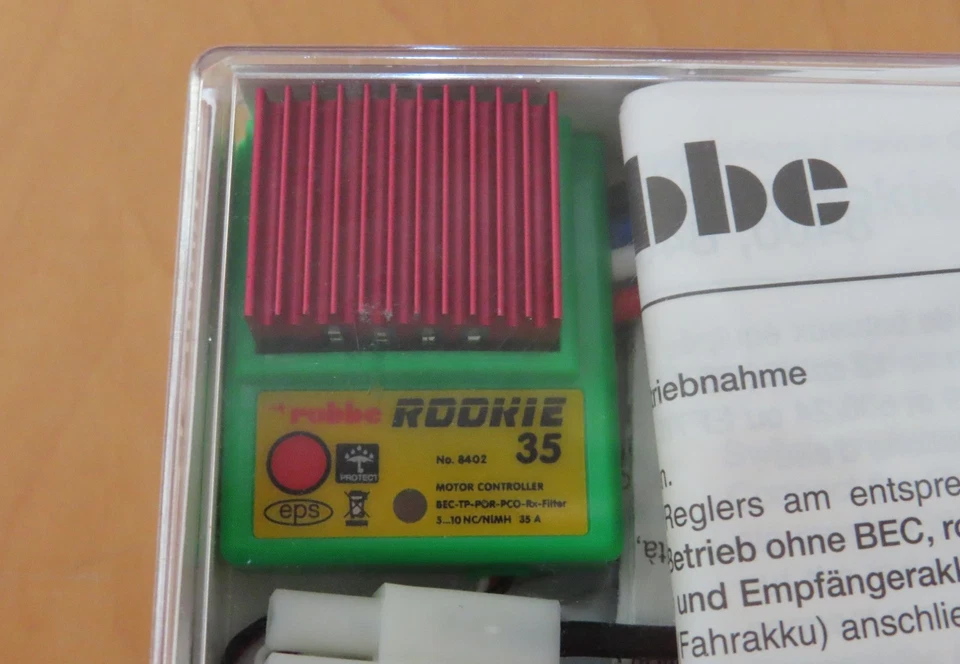 robbe ROOKIE
35
No. 8402
PROTECT
MOTOR CONTROLLER
eps
BEC-TP-POR-PCO-Rx-Filter
5...10 NC/NiMH 35 A
bbe
triebnahme
n.
Reglers am entspre
Betrieb ohne BEC, ro
und Empfängerakk
Fahrakku) anschlie